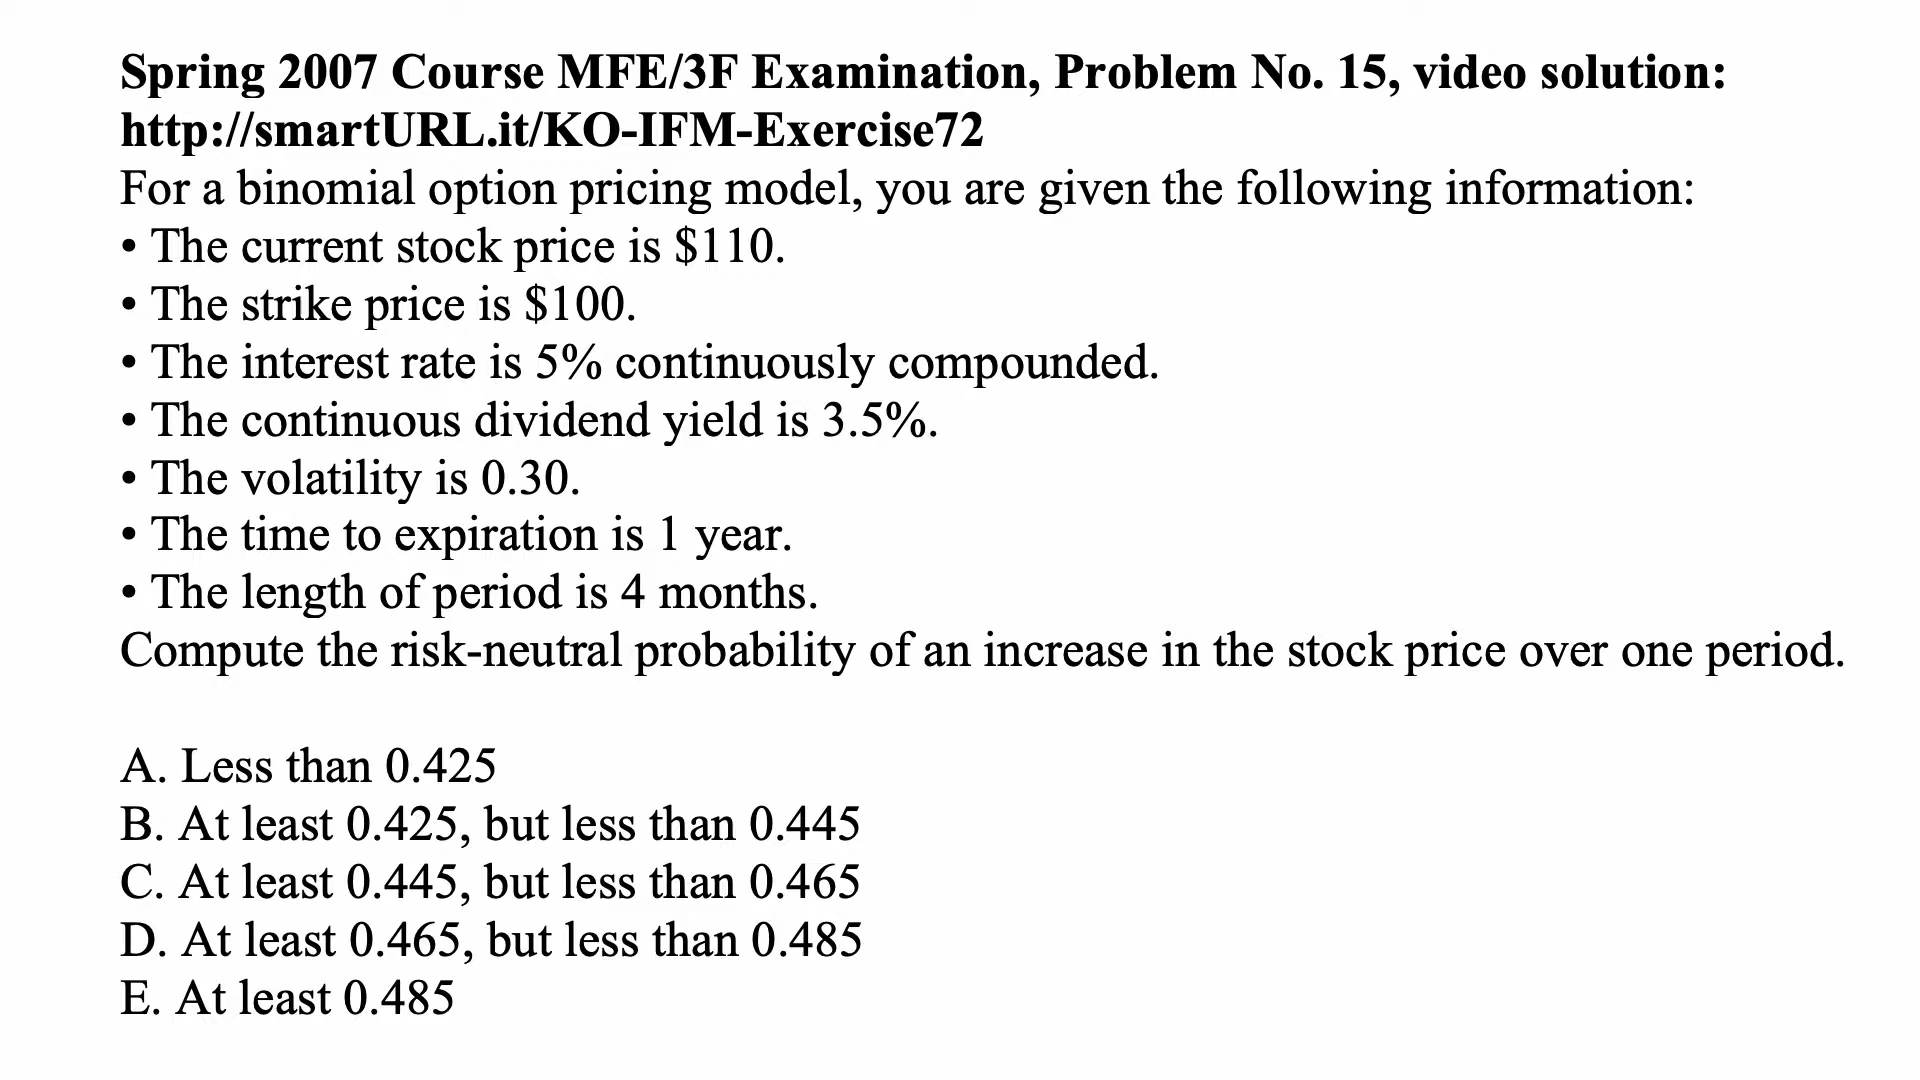 Spring 2007 Course MFE/3F Examination, Problem No. 15, video solution:
http://smartURL.it/KO-IFM-Exercise72
For a binomial option pricing model, you are given the following information:
• The current stock price is $110.
• The strike price is $100.
• The interest rate is 5% continuously compounded.
• The continuous dividend yield is 3.5%.
• The volatility is 0.30.
• The time to expiration is 1 year.
• The length of period is 4 months.
Compute the risk-neutral probability of an increase in the stock price over one period.
A. Less than 0.425
B. At least 0.425, but less than 0.445
C. At least 0.445, but less than 0.465
D. At least 0.465, but less than 0.485
E. At least 0.485